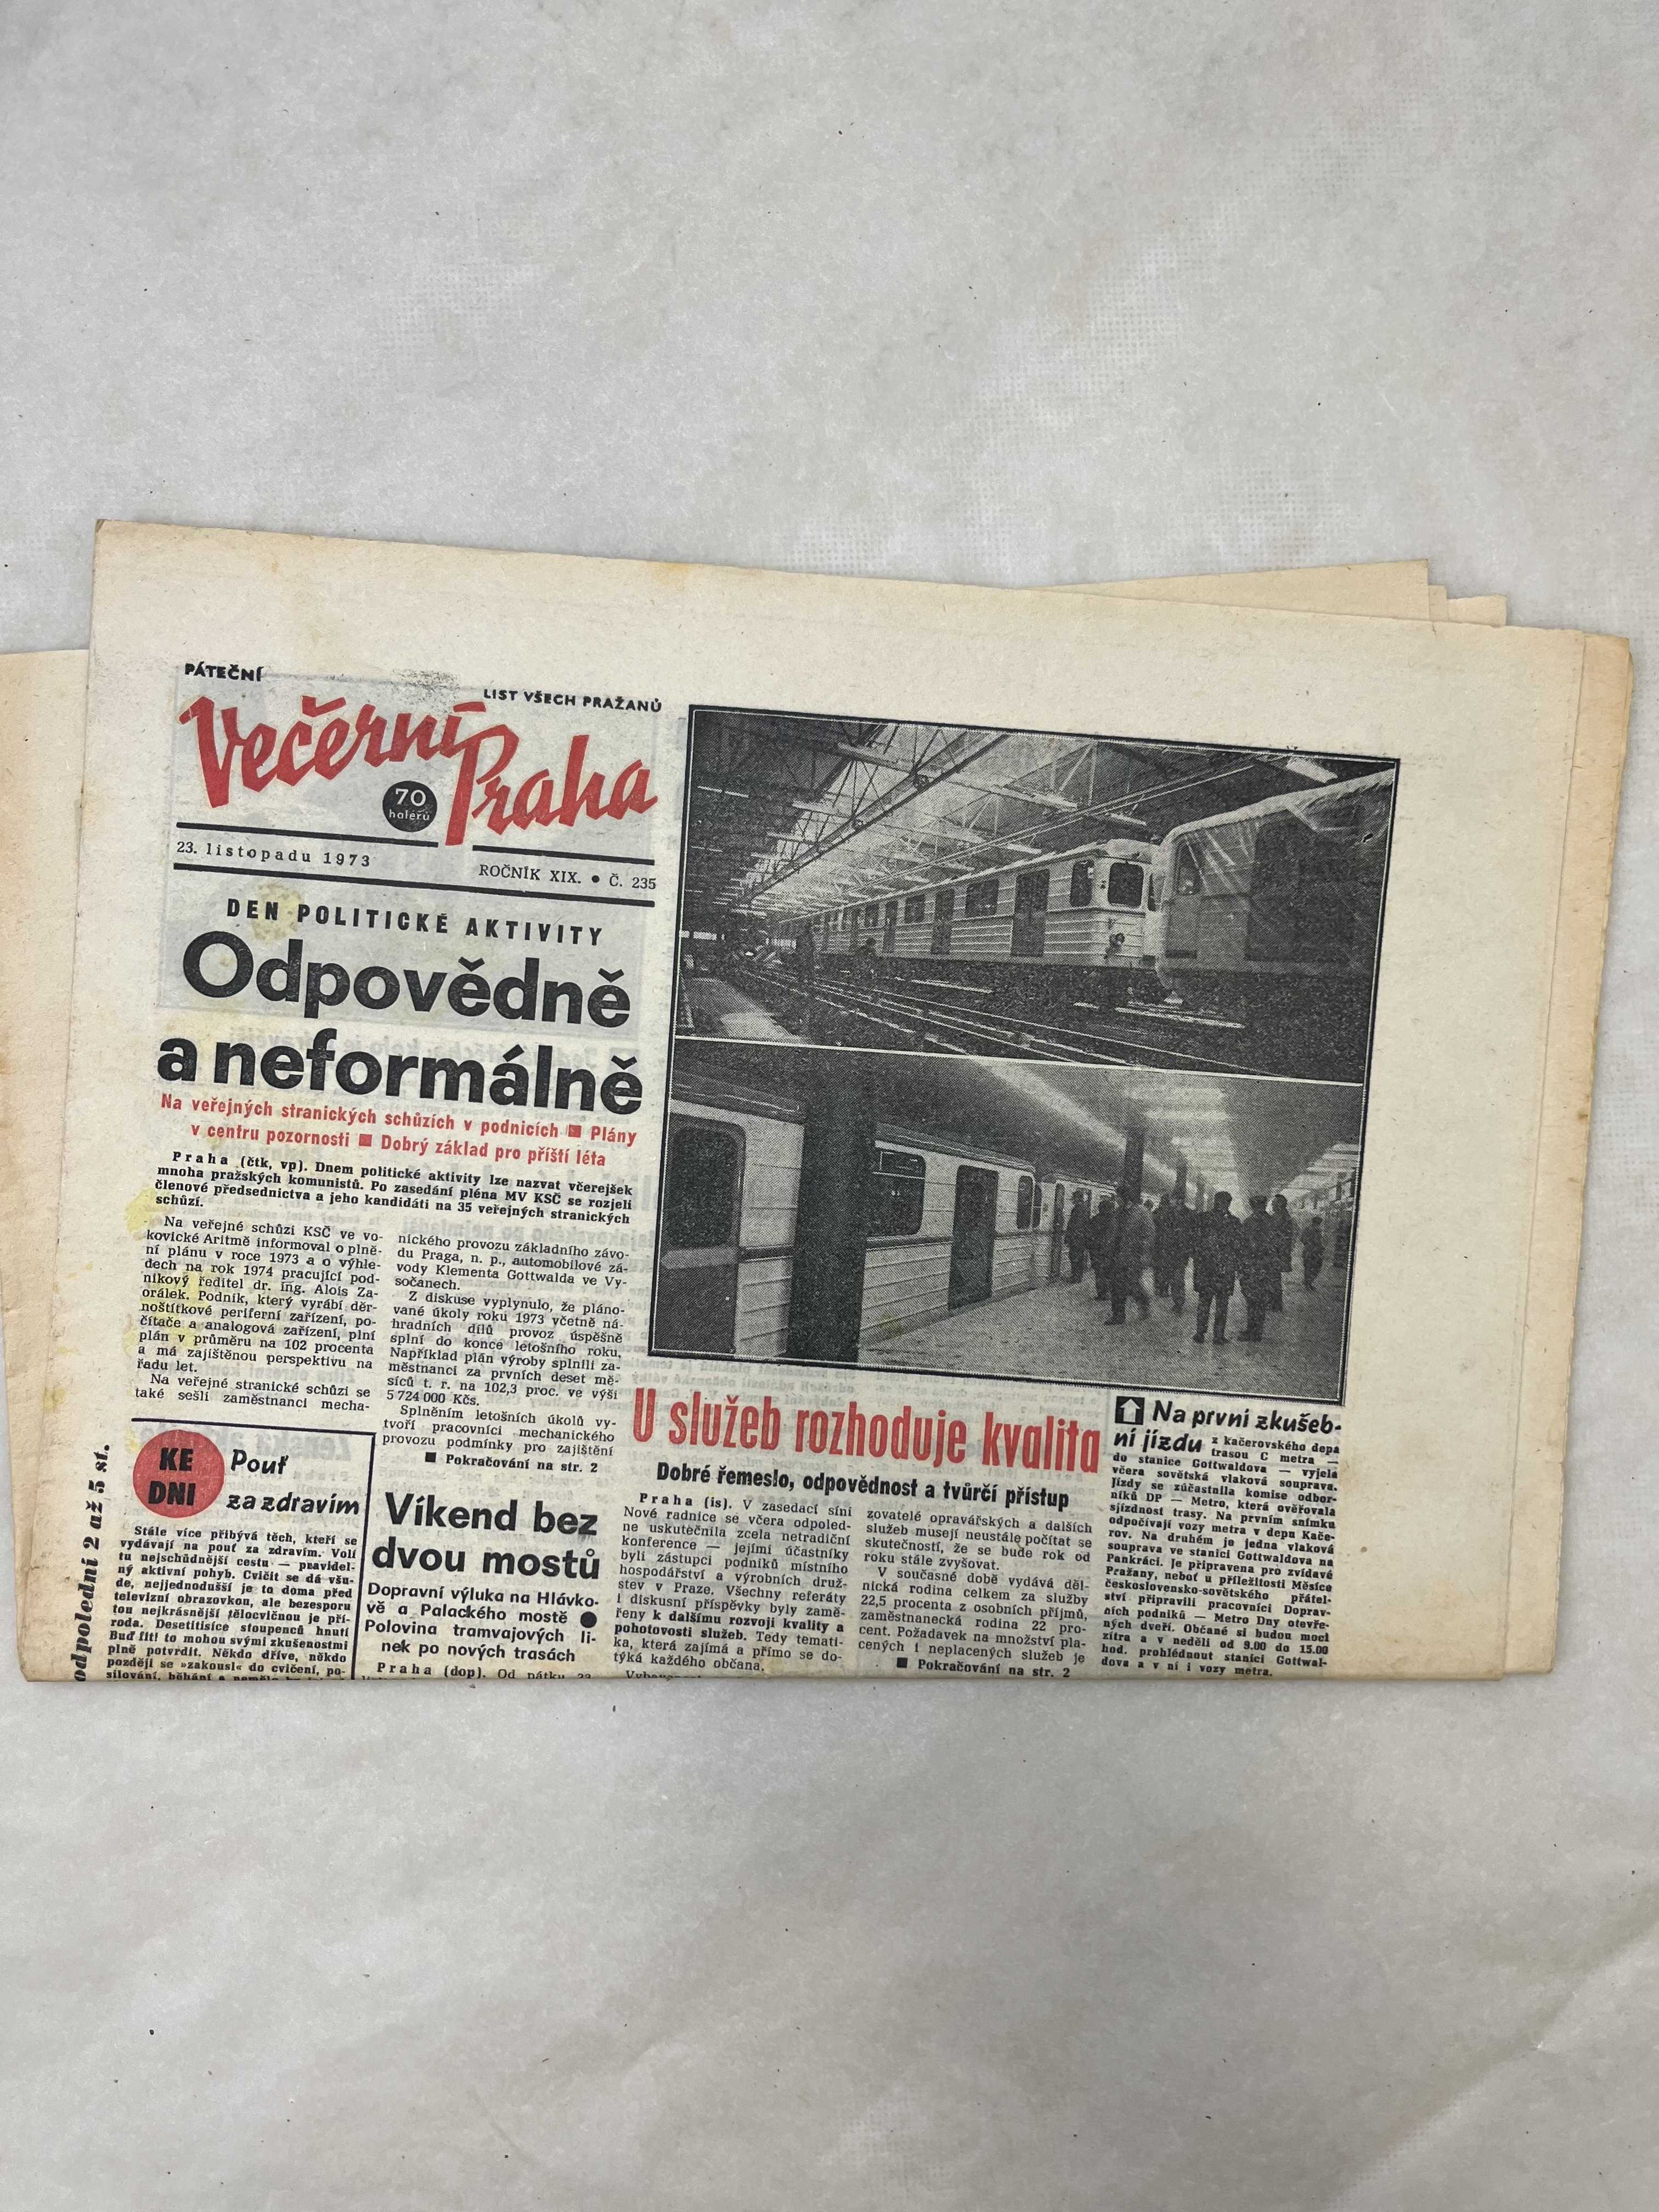 PÁTEČNÍ
LIST VŠECH PRAŽANŮ
Večerní
Praha
70
haléřů
23. listopadu 1973
ROČNÍK XIX. ● Č. 235
DEN POLITICKÉ AKTIVITY
Odpovědně
a neformálně
Na veřejných stranických schůzích v podnicích ■ Plány
v centru pozornosti ■ Dobrý základ pro příští léta
Praha (čtk, vp). Dnem politické aktivity lze nazvat včerejšek
mnoha pražských komunistů. Po zasedání pléna MV KSČ se rozjeli
členové předsednictva a jeho kandidáti na 35 veřejných stranických
schůzí.
Na veřejné schůzi KSČ ve vo-
kovické Aritmě informoval o plně-
ní plánu v roce 1973 a o výhle-
dech na rok 1974 pracující pod-
nikový ředitel dr. ing. Alois Za-
orálek. Podnik, který vyrábí děr-
noštítkové periferní zařízení, po-
čítače a analogová zařízení, plní
plán v průměru na 102 procenta
a má zajištěnou perspektivu na
řadu let.
Na veřejné stranické schůzi se
také sešli zaměstnanci mecha-
nického provozu základního závo-
du Praga, n. p., automobilové zá-
vody Klementa Gottwalda ve Vy-
sočanech.
Z diskuse vyplynulo, že pláno-
vané úkoly roku 1973 včetně ná-
hradních dílů provoz úspěšně
splní do konce letošního roku.
Například plán výroby splnili za-
městnanci za prvních deset mě-
síců t. r. na 102,3 proc. ve výši
5 724 000 Kčs.
Splněním letošních úkolů vy-
tvoří pracovníci mechanického
provozu podmínky pro zajištění
■ Pokračování na str. 2
odpolední 2 až 5 st.
KE
DNI
Pouť
za zdravím
Stále více přibývá těch, kteří se
vydávají na pouť za zdravím. Volí
tu nejschůdnější cestu — pravidel-
ný aktivní pohyb. Cvičit se dá všu-
de, nejjednodušší je to doma před
televizní obrazovkou, ale bezesporu
tou nejkrásnější tělocvičnou je pří-
roda. Desetitisíce stoupenců hnutí
Buď fit! to mohou svými zkušenostmi
plně potvrdit. Někdo dříve, někdo
později se »zakousl« do cvičení, po-
silování, běhání a
Víkend bez
dvou mostů
Dopravní výluka na Hlávko-
vě a Palackého mostě ●
Polovina tramvajových li-
nek po nových trasách
Praha (dop). Od pátku
U služeb rozhoduje kvalita
Dobré řemeslo, odpovědnost a tvůrčí přístup
Praha (is). V zasedací síni
Nové radnice se včera odpoled-
ne uskutečnila zcela netradiční
konference — jejími účastníky
byli zástupci podniků místního
hospodářství a výrobních druž-
stev v Praze. Všechny referáty
i diskusní příspěvky byly zamě-
řeny k dalšímu rozvoji kvality a
pohotovosti služeb. Tedy temati-
ka, která zajímá a přímo se do-
týká každého občana.
zovatelé opravářských a dalších
služeb musejí neustále počítat se
skutečností, že se bude rok od
roku stále zvyšovat.
V současné době vydává děl-
nická rodina celkem za služby
22,5 procenta z osobních příjmů,
zaměstnanecká rodina 22 pro-
cent. Požadavek na množství pla-
cených i neplacených služeb je
■ Pokračování na str. 2
Na první zkušeb-
ní jízdu z kačerovského depa
trasou C metra —
do stanice Gottwaldova — vyjela
včera sovětská vlaková souprava.
Jízdy se zúčastnila komise odbor-
níků DP — Metro, která ověřovala
sjízdnost trasy. Na prvním snímku
odpočívají vozy metra v depu Kače-
rov. Na druhém je jedna vlaková
souprava ve stanici Gottwaldova na
Pankráci. Je připravena pro zvídavé
Pražany, neboť u příležitosti Měsíce
československo-sovětského přátel-
ství připravili pracovníci Doprav-
ních podniků — Metro Dny otevře-
ných dveří. Občané si budou moci
zítra a v neděli od 9.00 do 15.00
hod. prohlédnout stanici Gottwal-
dova a v ní i vozy metra.